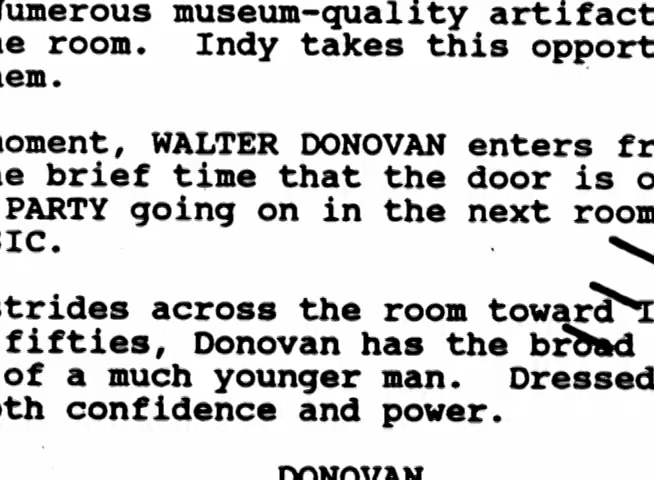 Numerous museum-quality artifact
e room. Indy takes this opport
em.
oment, WALTER DONOVAN enters fr
e brief time that the door is o
PARTY going on in the next room
IC.
trides across the room toward I
fifties, Donovan has the broad
of a much younger man. Dressed
th confidence and power.
DONOVAN